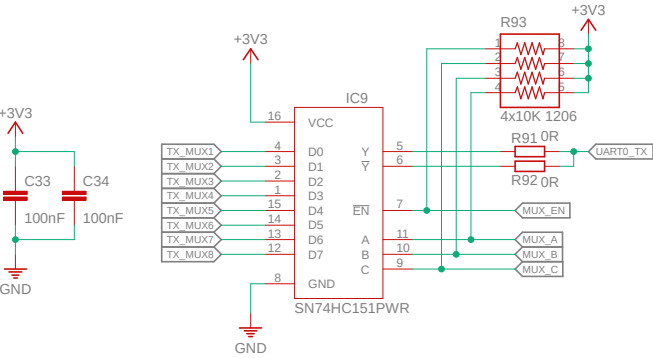 R93
+3V3
+3V3
1
8
2
7
3
6
4
5
4x10K 1206
IC9
16
VCC
+3V3
C33
C34
100nF
100nF
GND
TX_MUX1
4
D0
TX_MUX2
3
D1
TX_MUX3
2
D2
TX_MUX4
1
D3
TX_MUX5
15
D4
TX_MUX6
14
D5
TX_MUX7
13
D6
TX_MUX8
12
D7
8
GND
GND
Y
5
R91 0R
UART0_TX
Y
6
R92 0R
EN
7
MUX_EN
A
11
MUX_A
B
10
MUX_B
C
9
MUX_C
SN74HC151PWR